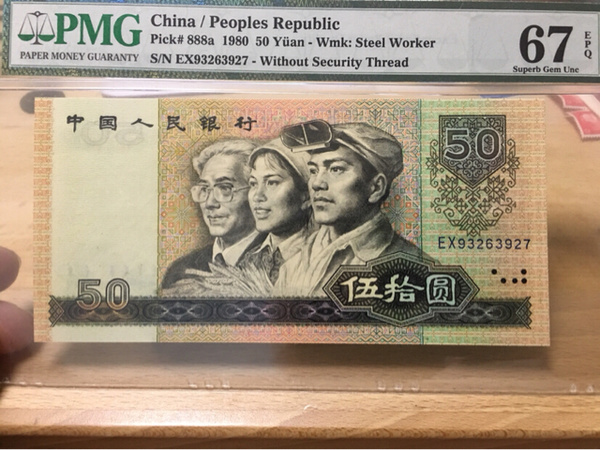 PMG
PAPER MONEY GUARANTY
China / Peoples Republic
Pick# 888a 1980 50 Yüan - Wmk: Steel Worker
S/N EX93263927 - Without Security Thread
67
EPQ
Superb Gem Unc
中国人民银行
50
EX93263927
50
伍拾圆